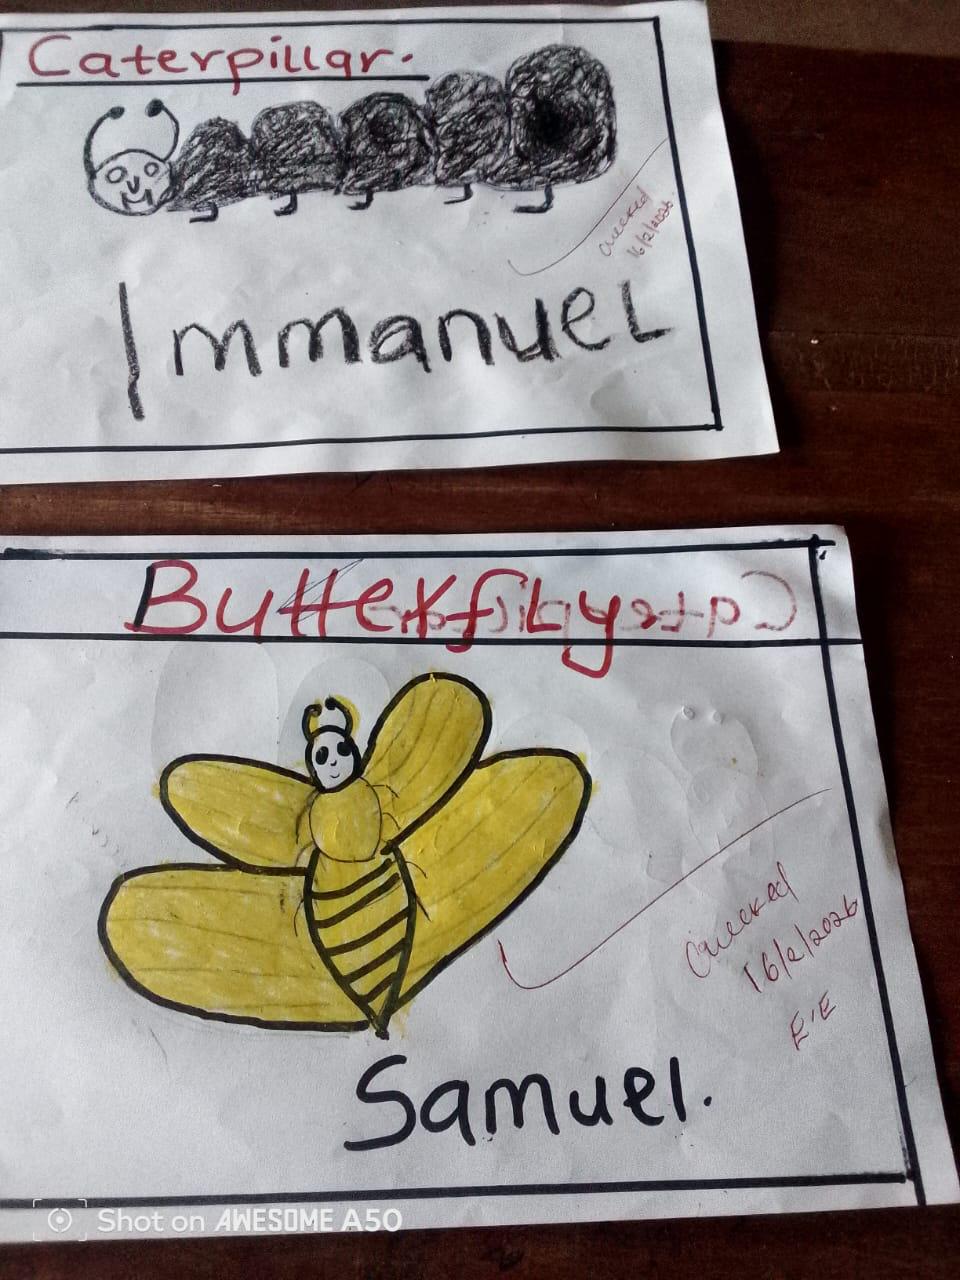 Caterpillar.
checked
16/2/2026
ImmanueL
ButterfLy
checked
16/2/2026
E'E
Samuel.
Shot on AWESOME A50